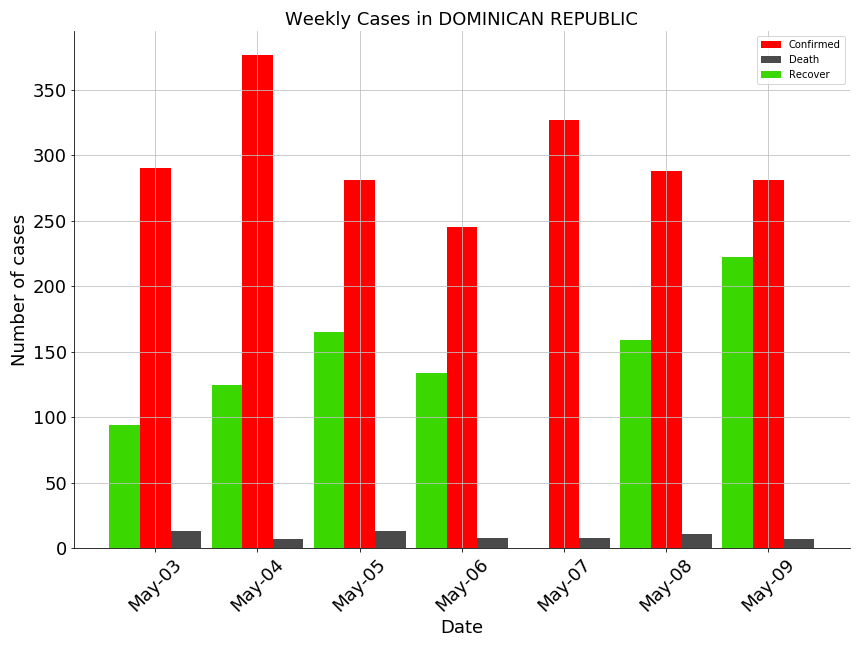 Weekly Cases in DOMINICAN REPUBLIC
Confirmed
Death
Recover
Number of cases
350
300
250
200
150
100
50
0
May-03
May-04
May-05
May-06
May-07
May-08
May-09
Date